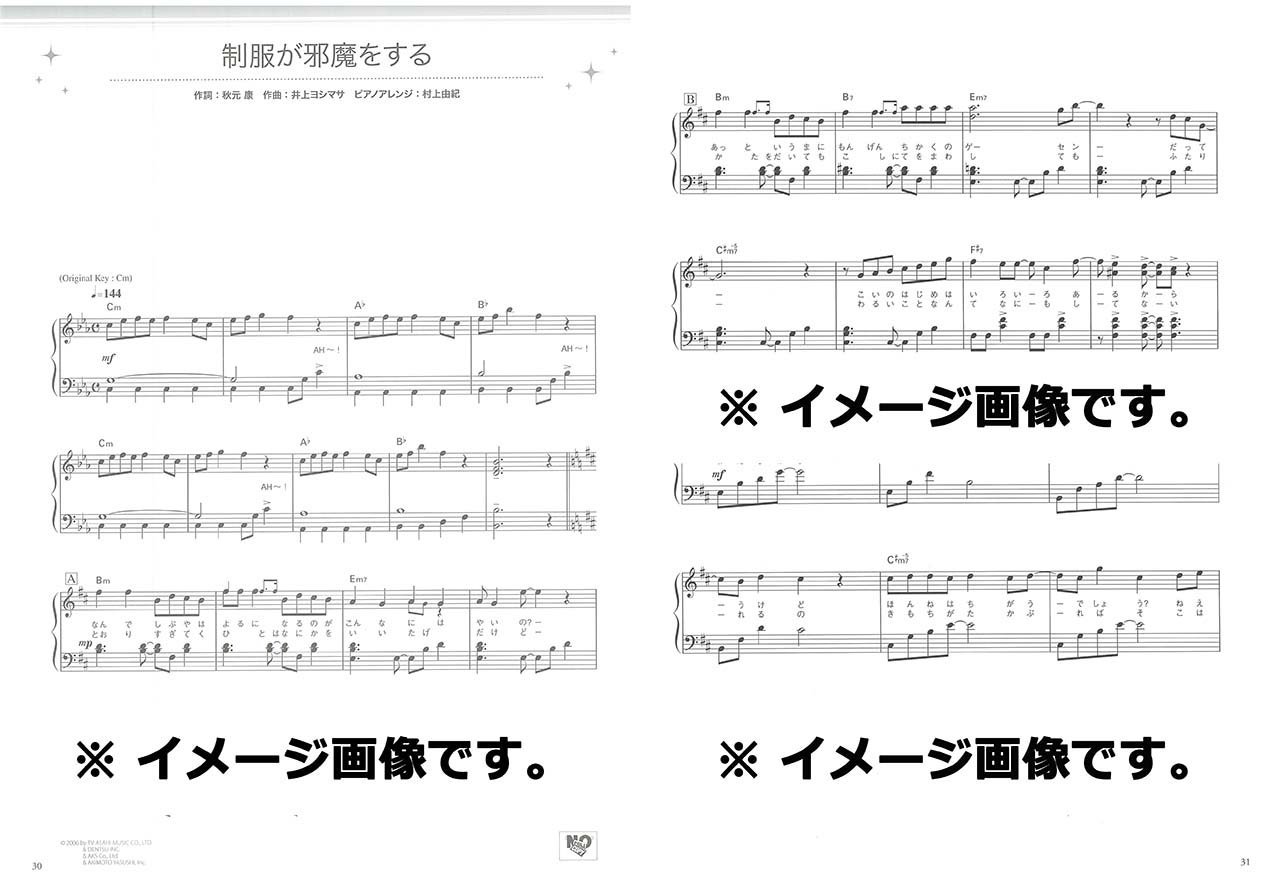 制服が邪魔をする
作詞：秋元 康　作曲：井上ヨシマサ　ピアノアレンジ：村上由紀
(Original Key : Cm)
♩=144
Cm A♭ B♭
mf
AH〜! AH〜!
Cm A♭ B♭
AH〜!
A Bm Em7
なんで しぶやは よるに なるのが こんなには やいの?ー
とおり すぎてく ひとはなにかを いいたげ だけどー
mp
※ イメージ画像です。
© 2006 by TV ASAHI MUSIC CO., LTD.
& DENTSU INC.
& AKS Co., Ltd.
& AKIMOTO YASUSHI, Inc.
30
B Bm B7 Em7
あっ と いうまに もん げん ちかくの ゲー センー だって
かたをだいても こ しにてをまわ し てもー ふたり
C♯m7-5 F♯7
ー こいのはじめは いろいーろ あーる から
ー わるいことなん てなにもーし ーてな い
※ イメージ画像です。
mf
C♯m7-5
ーうけど ほんねはち がう ーでしょ う? ねえ
ーれるの きもちがた かぶ ーれば そこは
※ イメージ画像です。
31